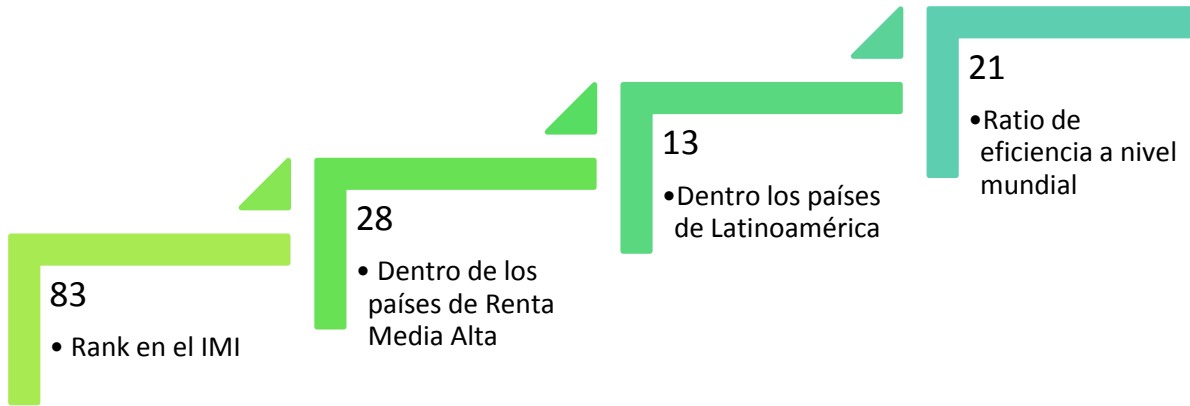 83
• Rank en el IMI
28
• Dentro de los
países de Renta
Media Alta
13
•Dentro los países
de Latinoamérica
21
•Ratio de
eficiencia a nivel
mundial